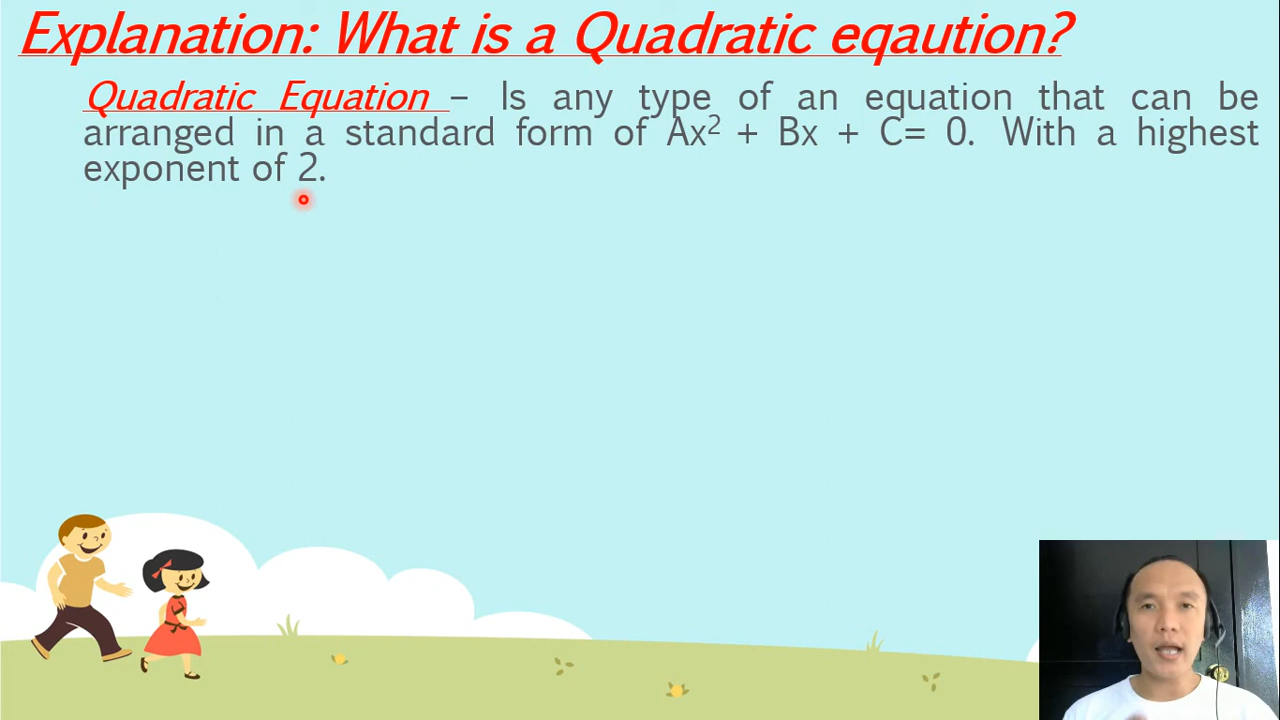 Explanation: What is a Quadratic eqaution?
Quadratic Equation – Is any type of an equation that can be
arranged in a standard form of Ax² + Bx + C= 0. With a highest
exponent of 2.